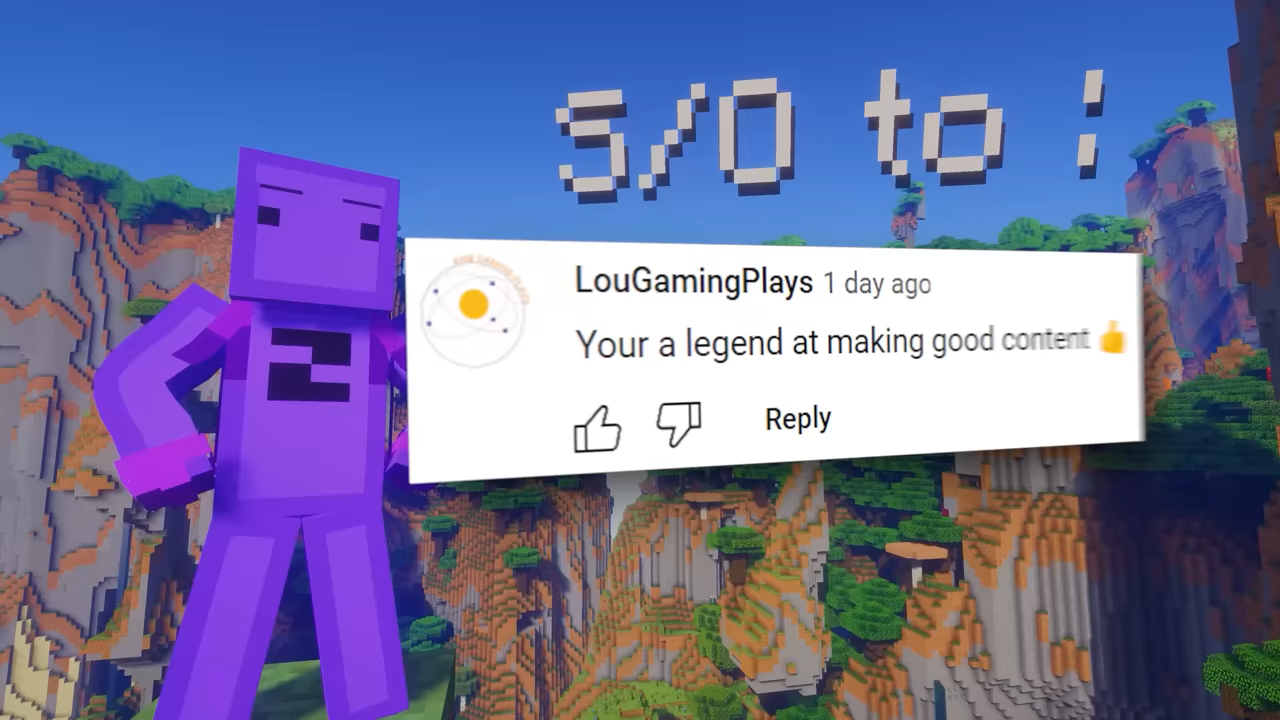 S/O to ¡
LouGamingPlays 1 day ago
Your a legend at making good content 👍
Reply